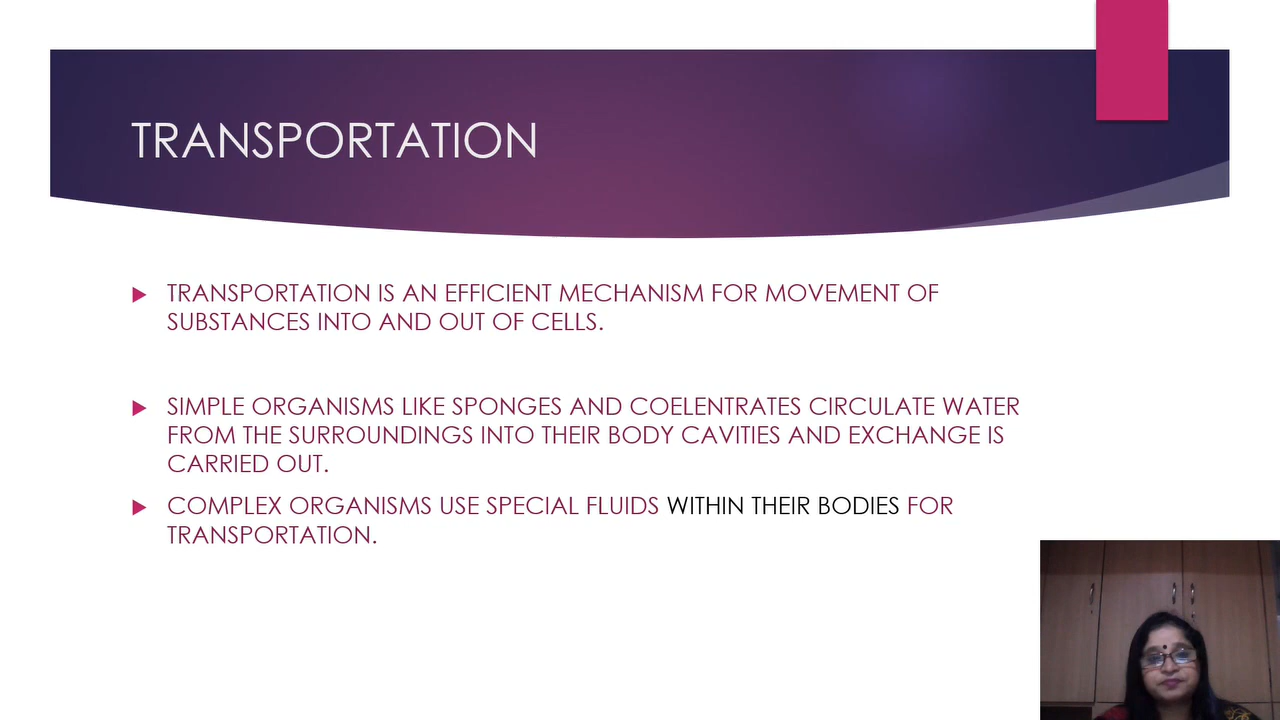 TRANSPORTATION
TRANSPORTATION IS AN EFFICIENT MECHANISM FOR MOVEMENT OF
SUBSTANCES INTO AND OUT OF CELLS.
SIMPLE ORGANISMS LIKE SPONGES AND COELENTRATES CIRCULATE WATER
FROM THE SURROUNDINGS INTO THEIR BODY CAVITIES AND EXCHANGE IS
CARRIED OUT.
COMPLEX ORGANISMS USE SPECIAL FLUIDS WITHIN THEIR BODIES FOR
TRANSPORTATION.